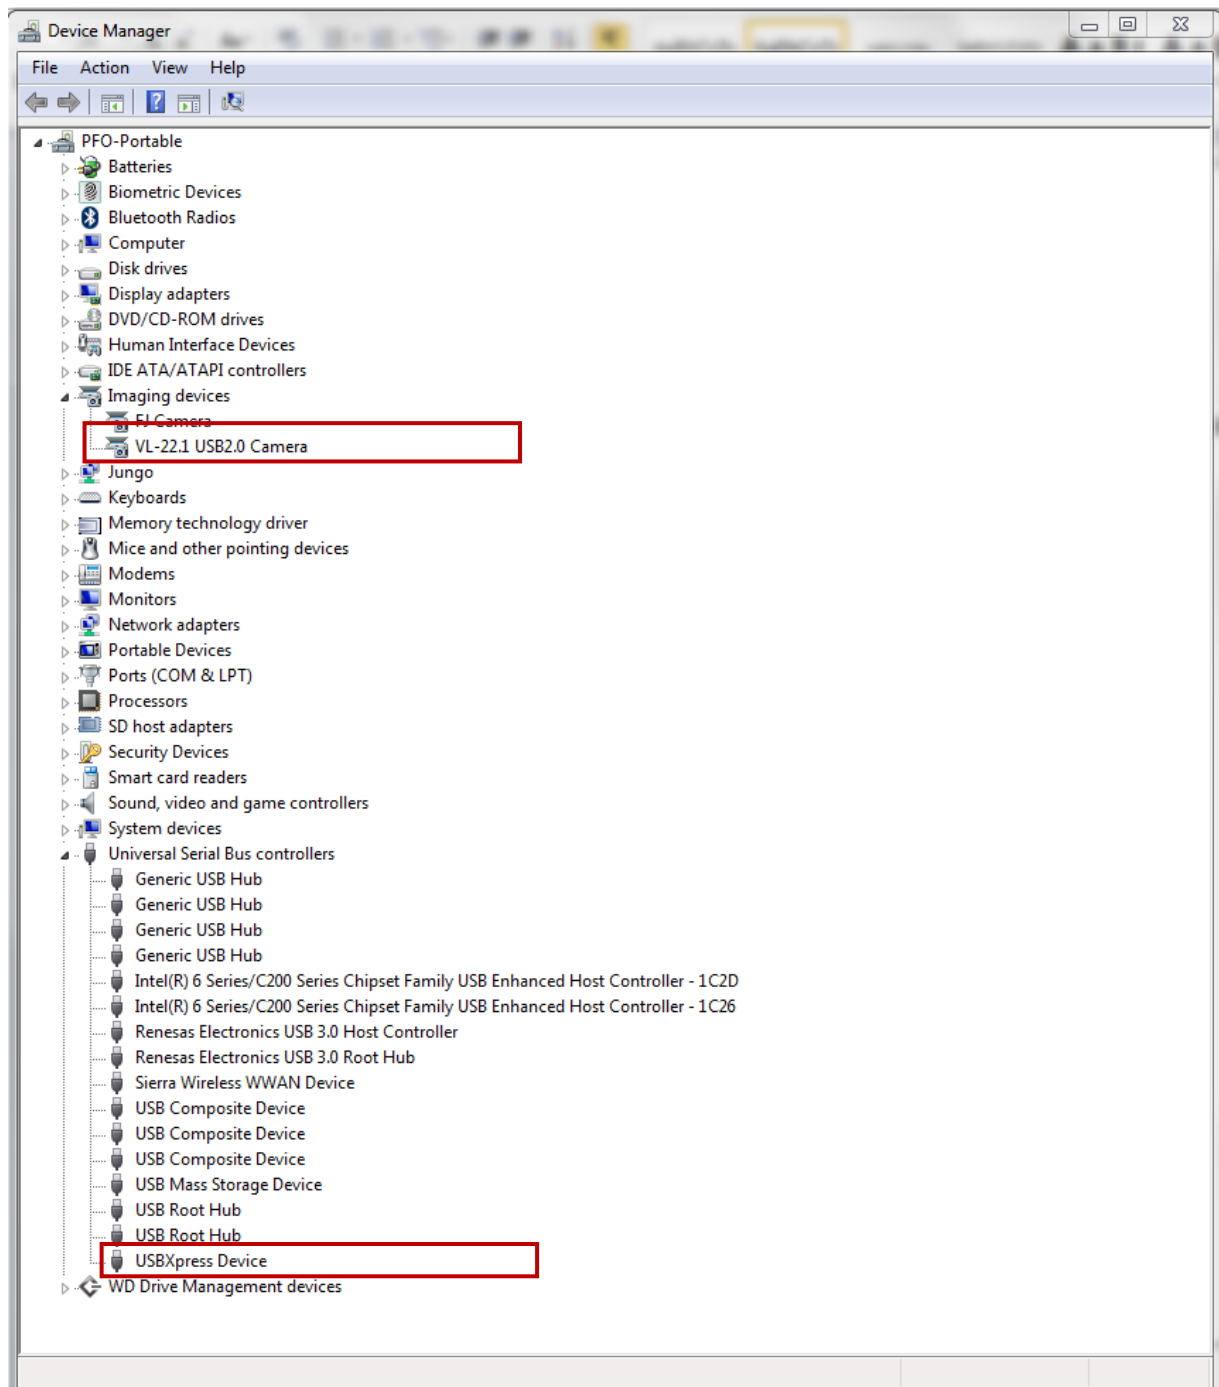 Device Manager
File Action View Help
PFO-Portable
Batteries
Biometric Devices
Bluetooth Radios
Computer
Disk drives
Display adapters
DVD/CD-ROM drives
Human Interface Devices
IDE ATA/ATAPI controllers
Imaging devices
FJ Camera
VL-22.1 USB2.0 Camera
Jungo
Keyboards
Memory technology driver
Mice and other pointing devices
Modems
Monitors
Network adapters
Portable Devices
Ports (COM & LPT)
Processors
SD host adapters
Security Devices
Smart card readers
Sound, video and game controllers
System devices
Universal Serial Bus controllers
Generic USB Hub
Generic USB Hub
Generic USB Hub
Generic USB Hub
Intel(R) 6 Series/C200 Series Chipset Family USB Enhanced Host Controller - 1C2D
Intel(R) 6 Series/C200 Series Chipset Family USB Enhanced Host Controller - 1C26
Renesas Electronics USB 3.0 Host Controller
Renesas Electronics USB 3.0 Root Hub
Sierra Wireless WWAN Device
USB Composite Device
USB Composite Device
USB Composite Device
USB Mass Storage Device
USB Root Hub
USB Root Hub
USBXpress Device
WD Drive Management devices